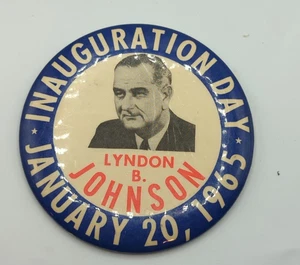 INAUGURATION DAY
LYNDON
B.
JOHNSON
JANUARY 20, 1965